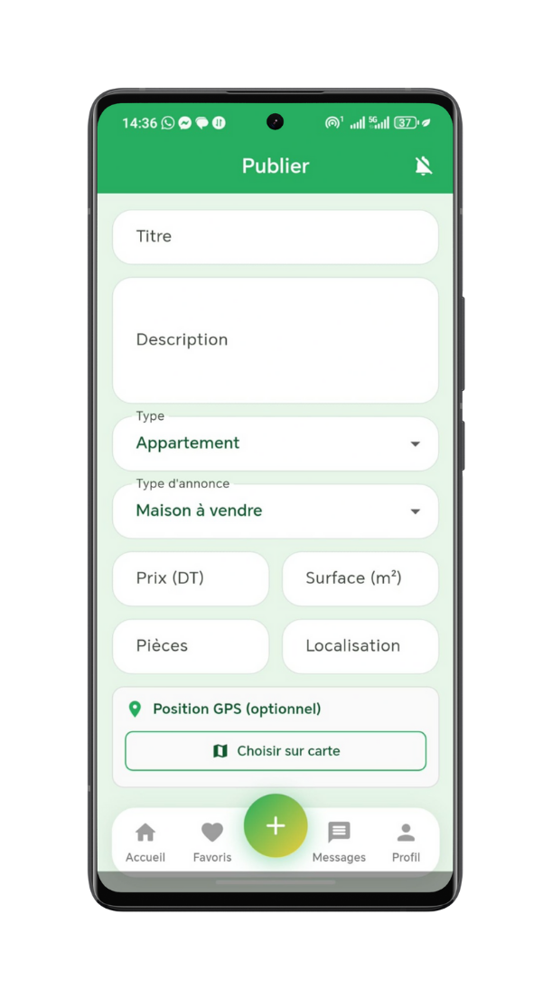 14:36
5G
37
Publier
Titre
Description
Type
Appartement
Type d'annonce
Maison à vendre
Prix (DT) Surface (m²)
Pièces Localisation
Position GPS (optionnel)
Choisir sur carte
Accueil Favoris Messages Profil